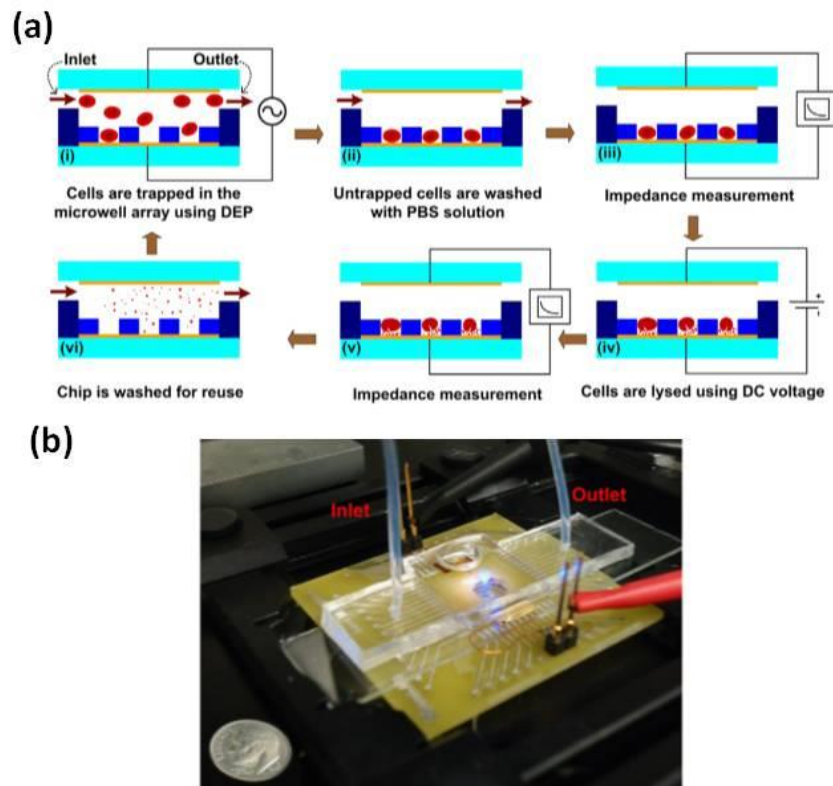 (a)
Inlet
Outlet
(i)
(ii)
(iii)
Cells are trapped in the
microwell array using DEP
Untrapped cells are washed
with PBS solution
Impedance measurement
+
-
(vi)
(v)
(iv)
Chip is washed for reuse
Impedance measurement
Cells are lysed using DC voltage
(b)
Inlet
Outlet